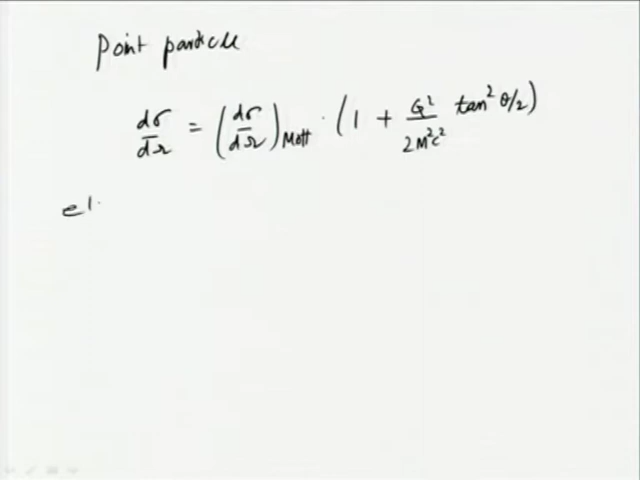 Point particle
dσ/dΩ = (dσ/dΩ)Mott · (1 + Q²/2M²c² tan² θ/2)
el.